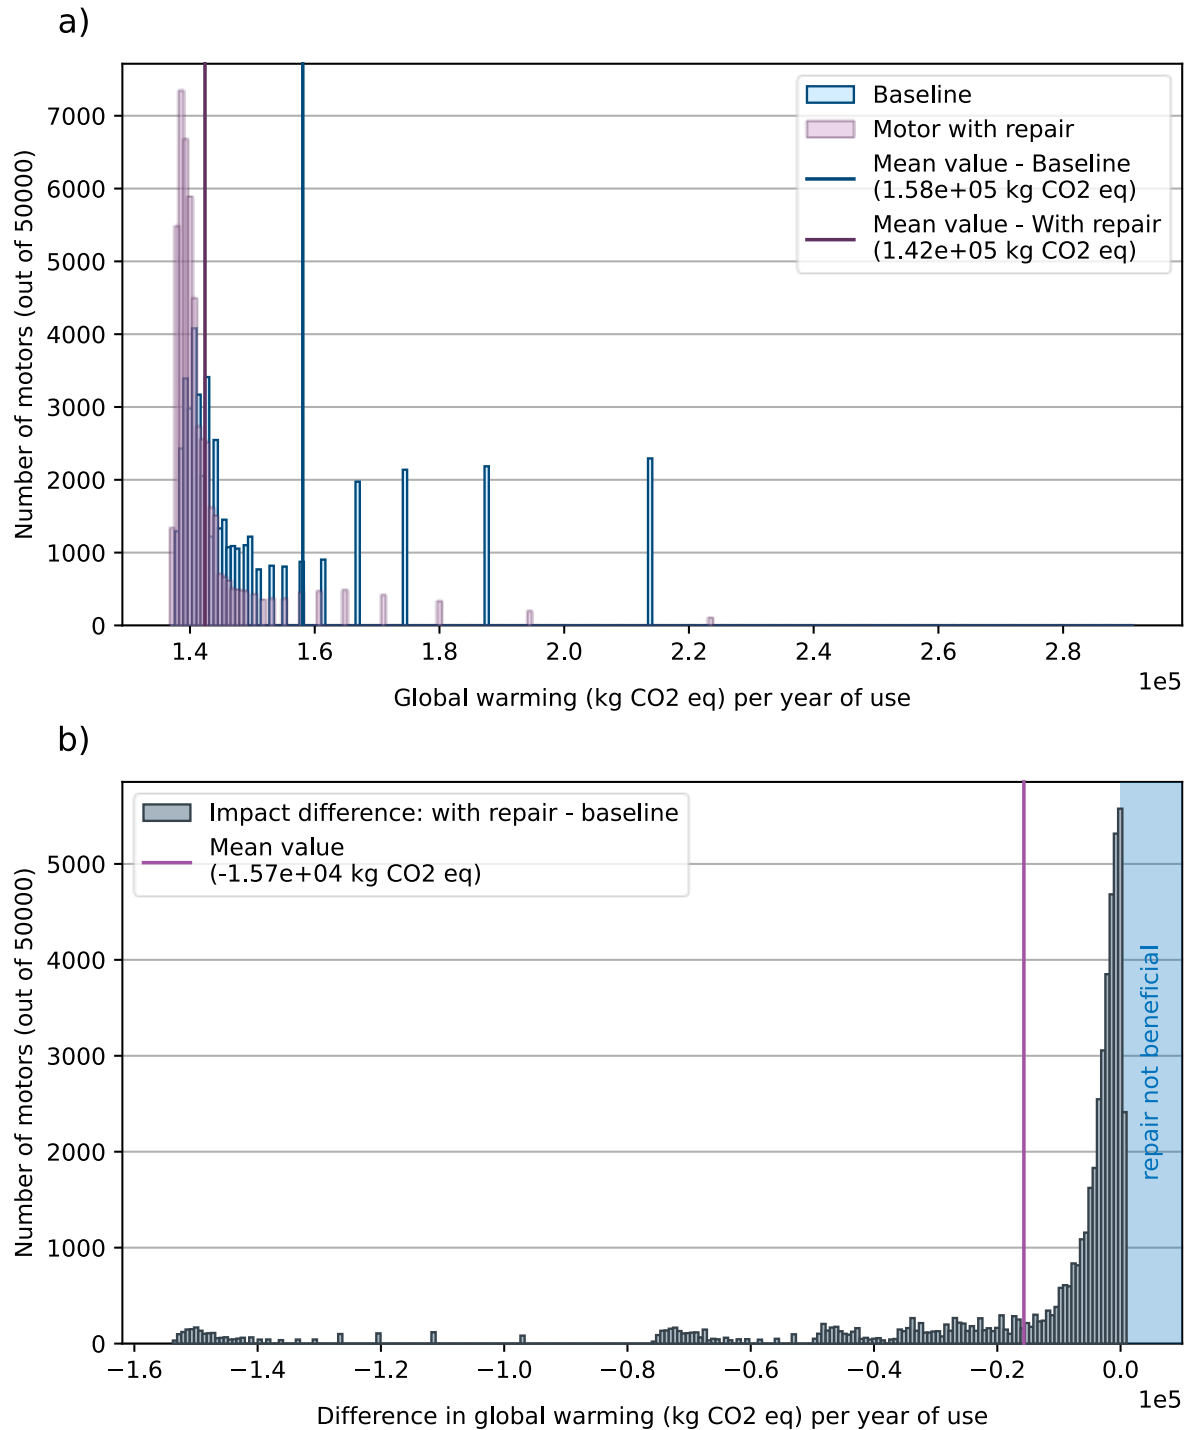 a)
Number of motors (out of 50000)
7000
6000
5000
4000
3000
2000
1000
0
Baseline
Motor with repair
Mean value - Baseline
(1.58e+05 kg CO2 eq)
Mean value - With repair
(1.42e+05 kg CO2 eq)
1.4 1.6 1.8 2.0 2.2 2.4 2.6 2.8
1e5
Global warming (kg CO2 eq) per year of use
b)
Number of motors (out of 50000)
5000
4000
3000
2000
1000
0
Impact difference: with repair - baseline
Mean value
(-1.57e+04 kg CO2 eq)
repair not beneficial
−1.6 −1.4 −1.2 −1.0 −0.8 −0.6 −0.4 −0.2 0.0
1e5
Difference in global warming (kg CO2 eq) per year of use